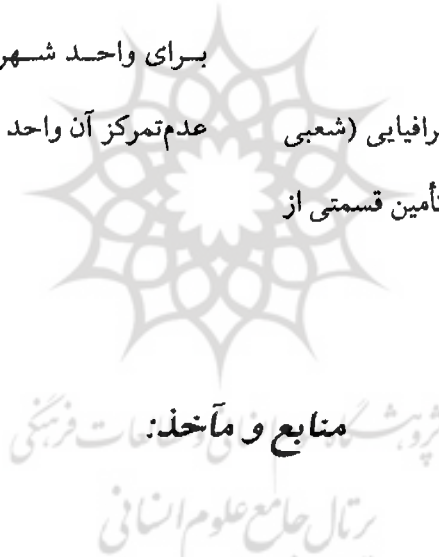 بـرای واحـد شـهر
رافیایی (شعبی
عدم‌تمرکز آن واحد
تأمین قسمتی از
منابع و مآخذ:
پژوهشگاه علوم انسانی و مطالعات فرهنگی
پرتال جامع علوم انسانی